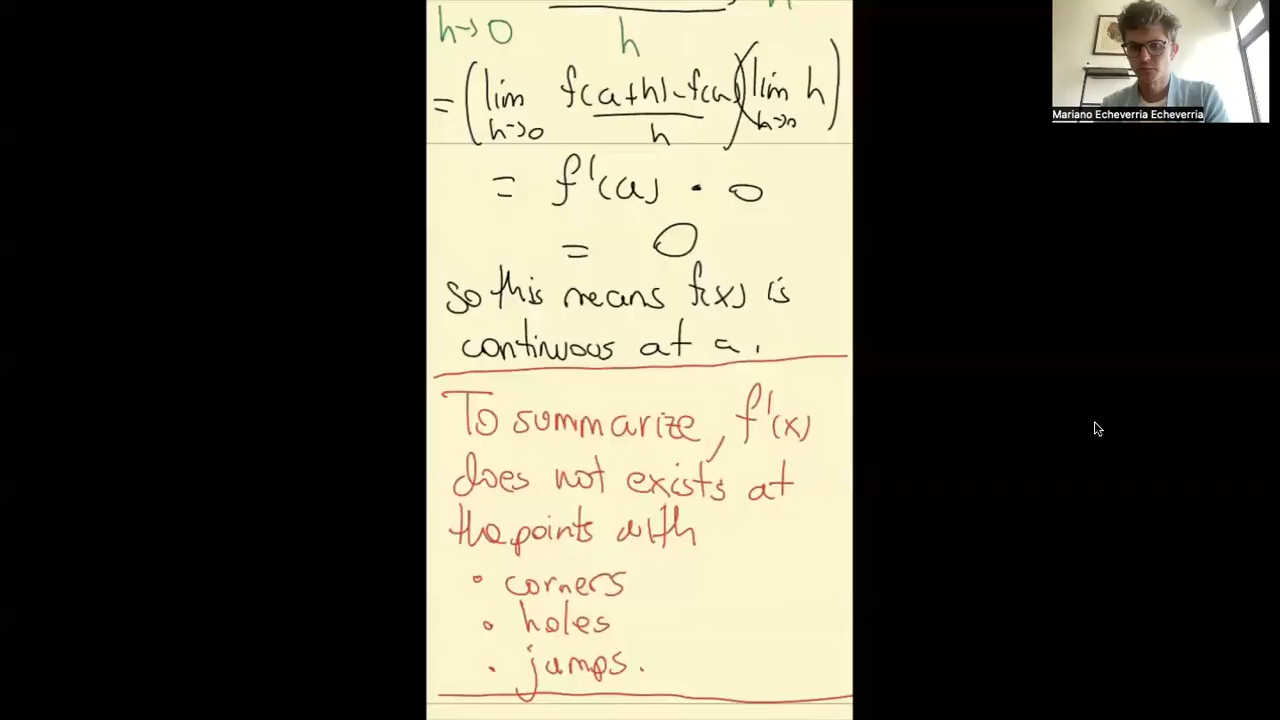 h→0 h
= (lim h→0 f(a+h)-f(a) / h)(lim h→0 h)
= f'(a) · 0
= 0
so this means f(x) is
continuous at a.
To summarize, f'(x)
does not exists at
the points with
• corners
• holes
• jumps.
Mariano Echeverria Echeverria